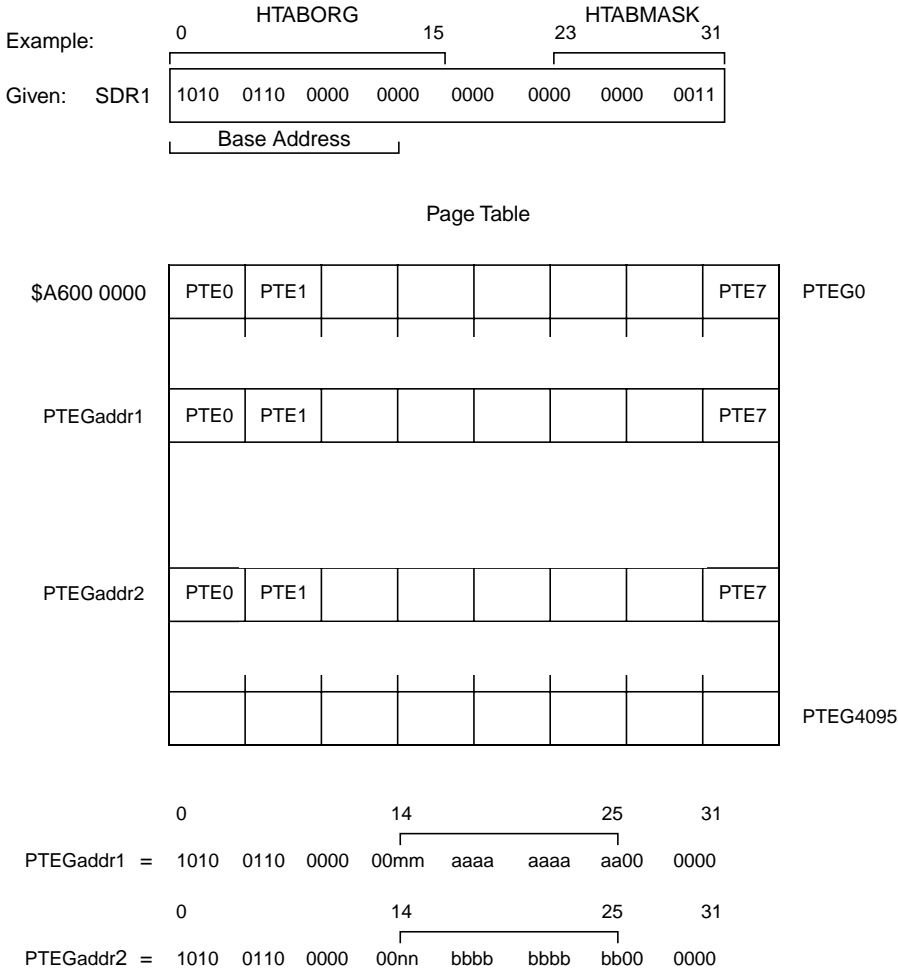 HTABORG HTABMASK
Example: 0 15 23 31
Given: SDR1 1010 0110 0000 0000 0000 0000 0000 0011
Base Address
Page Table
$A600 0000 PTE0 PTE1 PTE7 PTEG0
PTEGaddr1 PTE0 PTE1 PTE7
PTEGaddr2 PTE0 PTE1 PTE7
PTEG4095
0 14 25 31
PTEGaddr1 = 1010 0110 0000 00mm aaaa aaaa aa00 0000
0 14 25 31
PTEGaddr2 = 1010 0110 0000 00nn bbbb bbbb bb00 0000